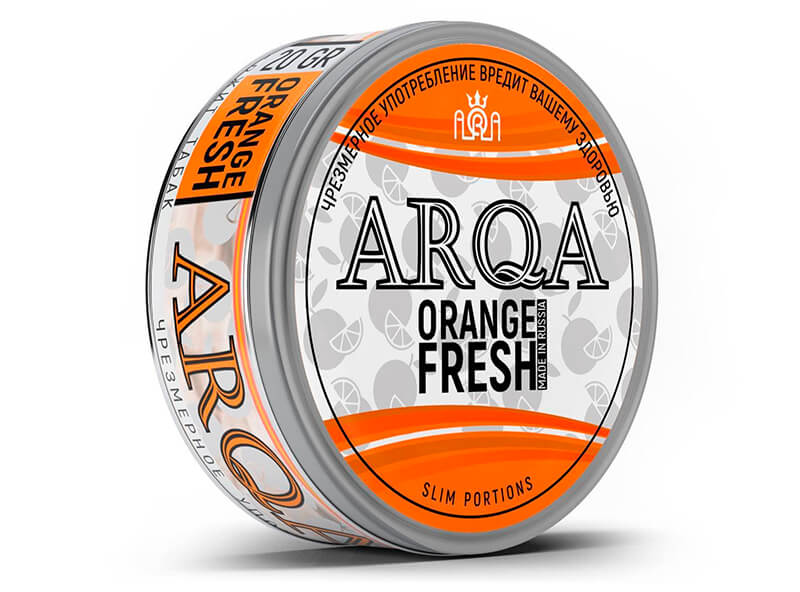 ЧРЕЗМЕРНОЕ УПОТРЕБЛЕНИЕ ВРЕДИТ ВАШЕМУ ЗДОРОВЬЮ
ARQA
ARQA
ORANGE
FRESH
MADE IN RUSSIA
SLIM PORTIONS
20 GR
ORANGE
FRESH
ТАБАК
ARQA
ЧРЕЗМЕРНОЕ